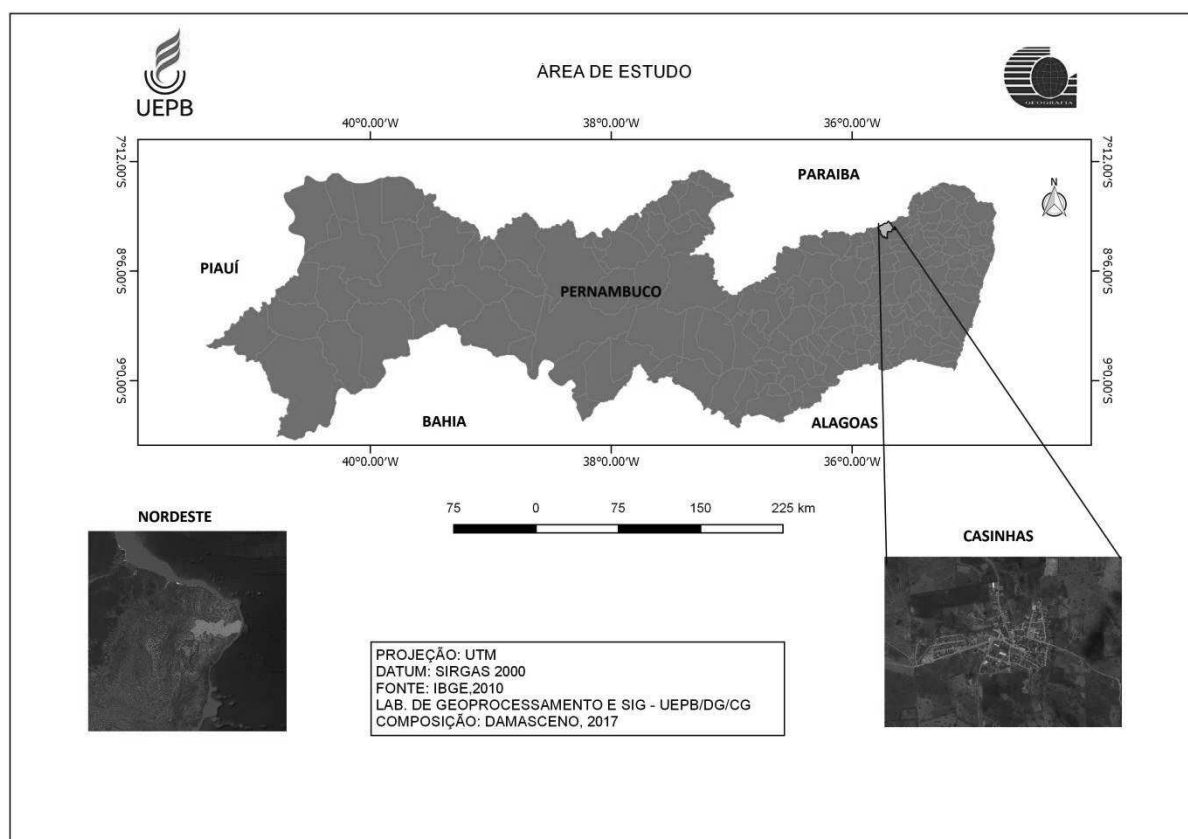 UEPB
ÁREA DE ESTUDO
GEOGRAFIA
40°0.00'W 38°0.00'W 36°0.00'W
7°12.00'S 7°12.00'S
PARAIBA
N
PIAUÍ
8°6.00'S 8°6.00'S
PERNAMBUCO
9°0.00'S 9°0.00'S
BAHIA ALAGOAS
40°0.00'W 38°0.00'W 36°0.00'W
75 0 75 150 225 km
NORDESTE
CASINHAS
PROJEÇÃO: UTM
DATUM: SIRGAS 2000
FONTE: IBGE,2010
LAB. DE GEOPROCESSAMENTO E SIG - UEPB/DG/CG
COMPOSIÇÃO: DAMASCENO, 2017